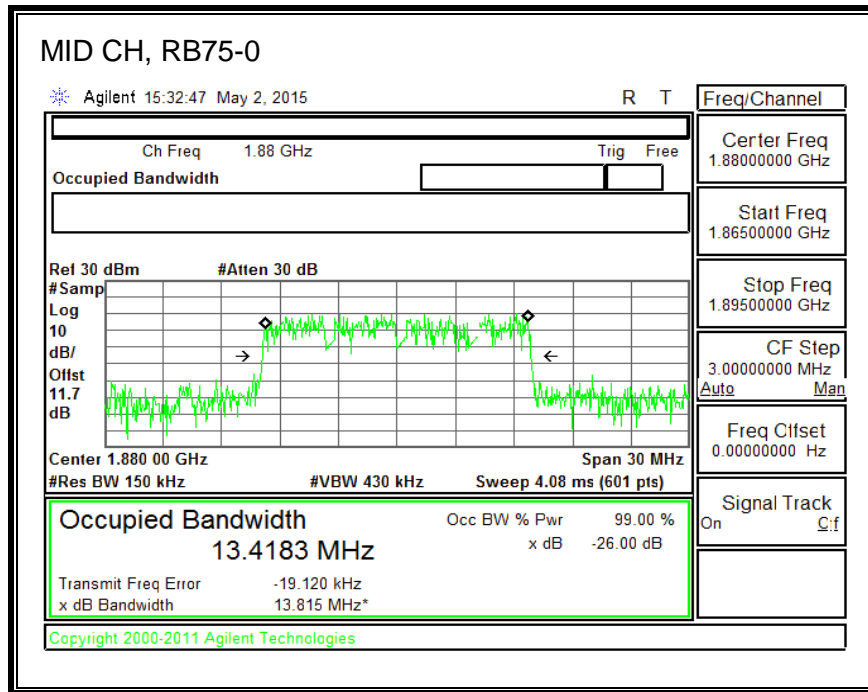 MID CH, RB75-0
Agilent 15:32:47 May 2, 2015 R T
Freq/Channel
Ch Freq 1.88 GHz Trig Free
Occupied Bandwidth
Center Freq
1.88000000 GHz
Start Freq
1.86500000 GHz
Stop Freq
1.89500000 GHz
CF Step
3.00000000 MHz
Auto Man
Freq Offset
0.00000000 Hz
Signal Track
On Off
Ref 30 dBm #Atten 30 dB
#Samp
Log
10
dB/
Offst
11.7
dB
Center 1.880 00 GHz Span 30 MHz
#Res BW 150 kHz #VBW 430 kHz Sweep 4.08 ms (601 pts)
Occupied Bandwidth Occ BW % Pwr 99.00 %
13.4183 MHz x dB -26.00 dB
Transmit Freq Error -19.120 kHz
x dB Bandwidth 13.815 MHz*
Copyright 2000-2011 Agilent Technologies